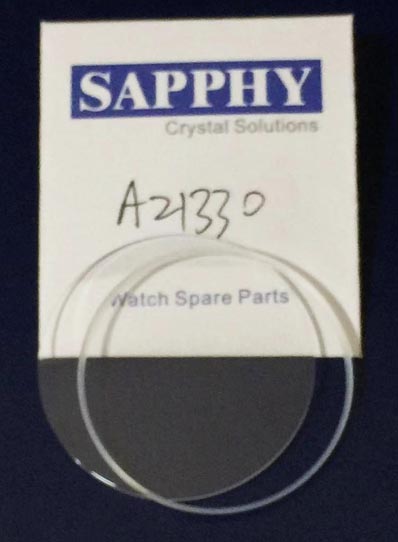 SAPPHY
Crystal Solutions
A21330
Watch Spare Parts